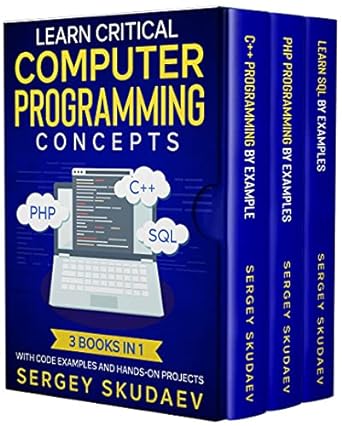 LEARN CRITICAL
COMPUTER
PROGRAMMING
CONCEPTS
C++
PHP
SQL
3 BOOKS IN 1
WITH CODE EXAMPLES AND HANDS-ON PROJECTS
SERGEY SKUDAEV
C++ PROGRAMMING BY EXAMPLE
SERGEY SKUDAEV
PHP PROGRAMMING BY EXAMPLES
SERGEY SKUDAEV
LEARN SQL BY EXAMPLES
SERGEY SKUDAEV